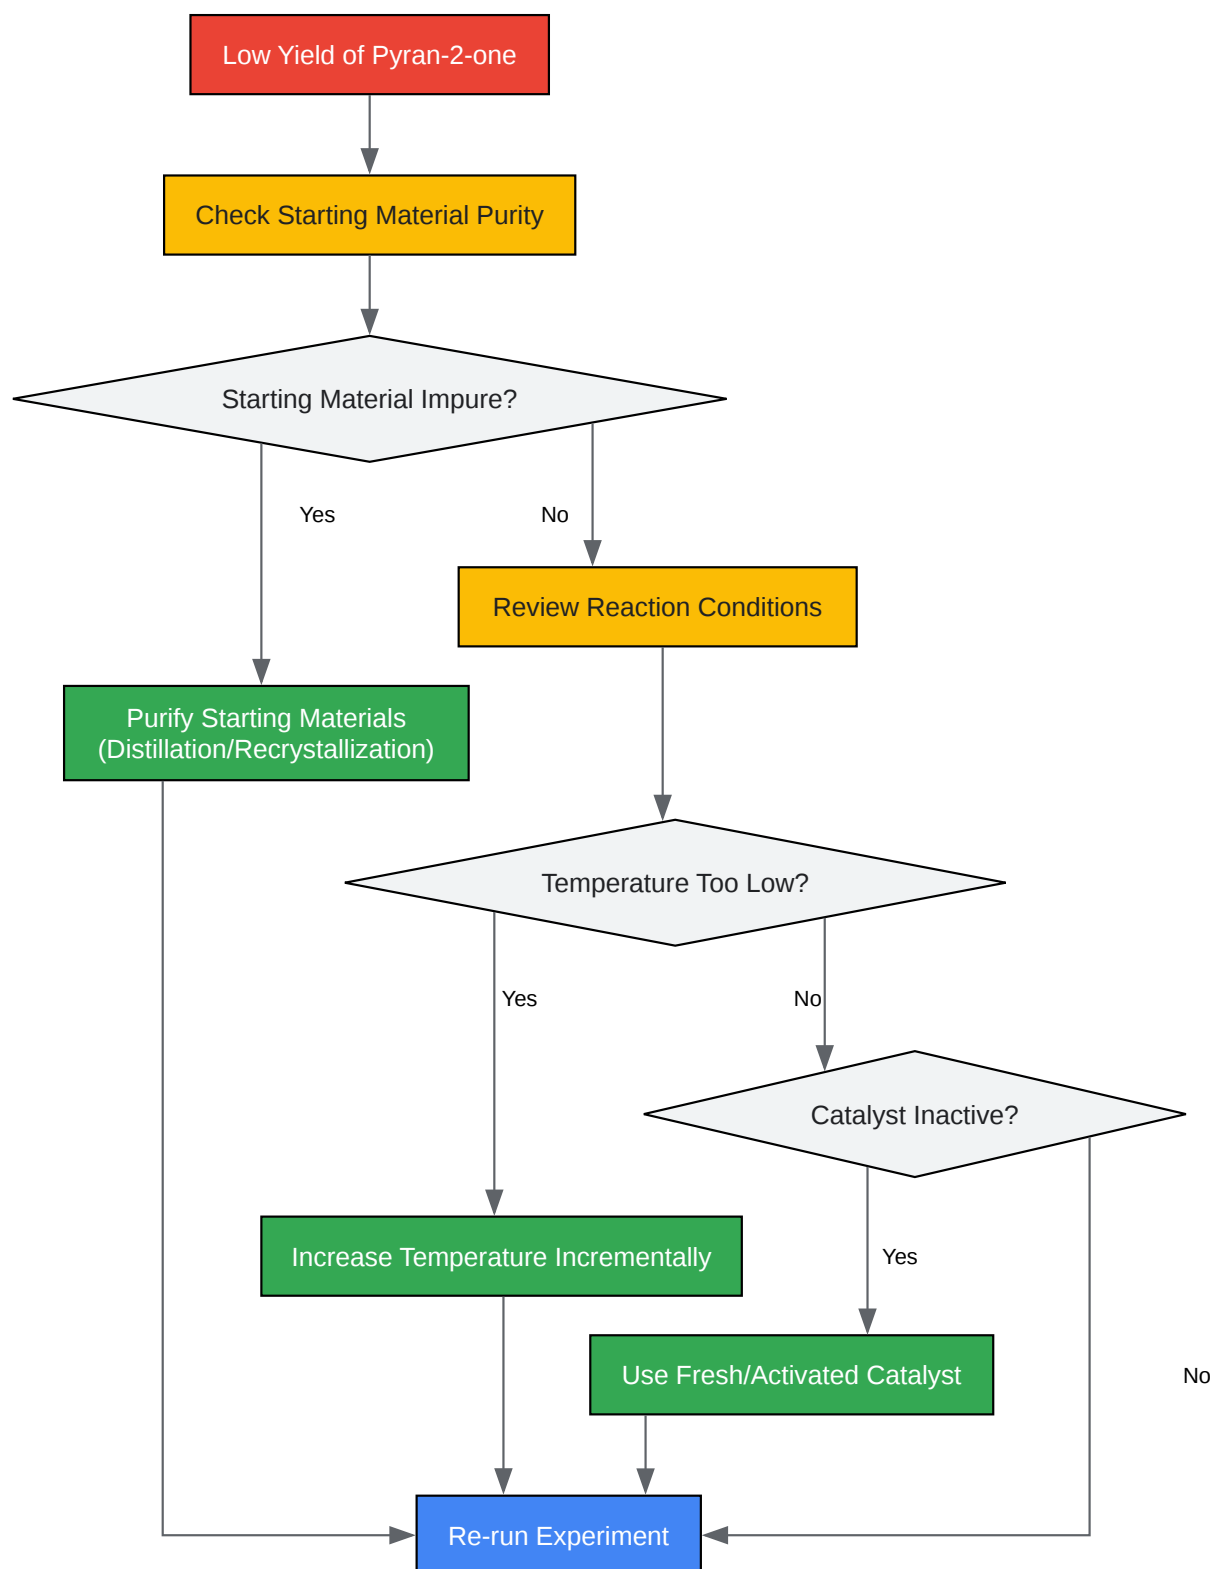 Low Yield of Pyran-2-one
Check Starting Material Purity
Starting Material Impure?
Yes
No
Review Reaction Conditions
Purify Starting Materials
(Distillation/Recrystallization)
Temperature Too Low?
Yes
No
Catalyst Inactive?
Increase Temperature Incrementally
Yes
Use Fresh/Activated Catalyst
No
Re-run Experiment